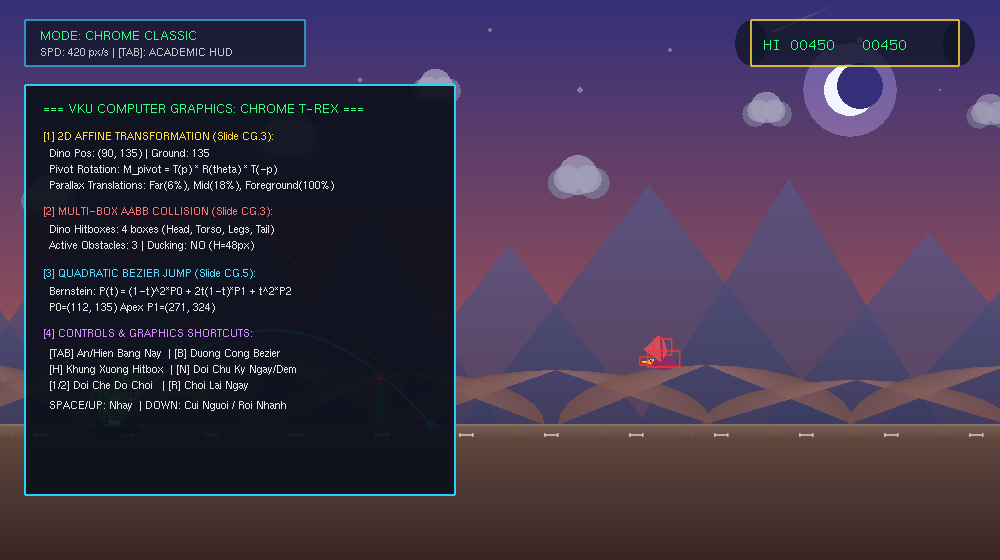 MODE: CHROME CLASSIC
SPD: 420 px/s | [TAB]: ACADEMIC HUD
HI 00450 00450
=== VKU COMPUTER GRAPHICS: CHROME T-REX ===
[1] 2D AFFINE TRANSFORMATION (Slide CG.3):
Dino Pos: (90, 135) | Ground: 135
Pivot Rotation: M_pivot = T(p) * R(theta) * T(-p)
Parallax Translations: Far(6%), Mid(18%), Foreground(100%)
[2] MULTI-BOX AABB COLLISION (Slide CG.3):
Dino Hitboxes: 4 boxes (Head, Torso, Legs, Tail)
Active Obstacles: 3 | Ducking: NO (H=48px)
[3] QUADRATIC BEZIER JUMP (Slide CG.5):
Bernstein: P(t) = (1-t)^2*P0 + 2t(1-t)*P1 + t^2*P2
P0=(112, 135) Apex P1=(271, 324)
[4] CONTROLS & GRAPHICS SHORTCUTS:
[TAB] An/Hien Bang Nay | [B] Duong Cong Bezier
[H] Khung Xuong Hitbox | [N] Doi Chu Ky Ngay/Dem
[1/2] Doi Che Do Choi | [R] Choi Lai Ngay
SPACE/UP: Nhay | DOWN: Cui Nguoi / Roi Nhanh